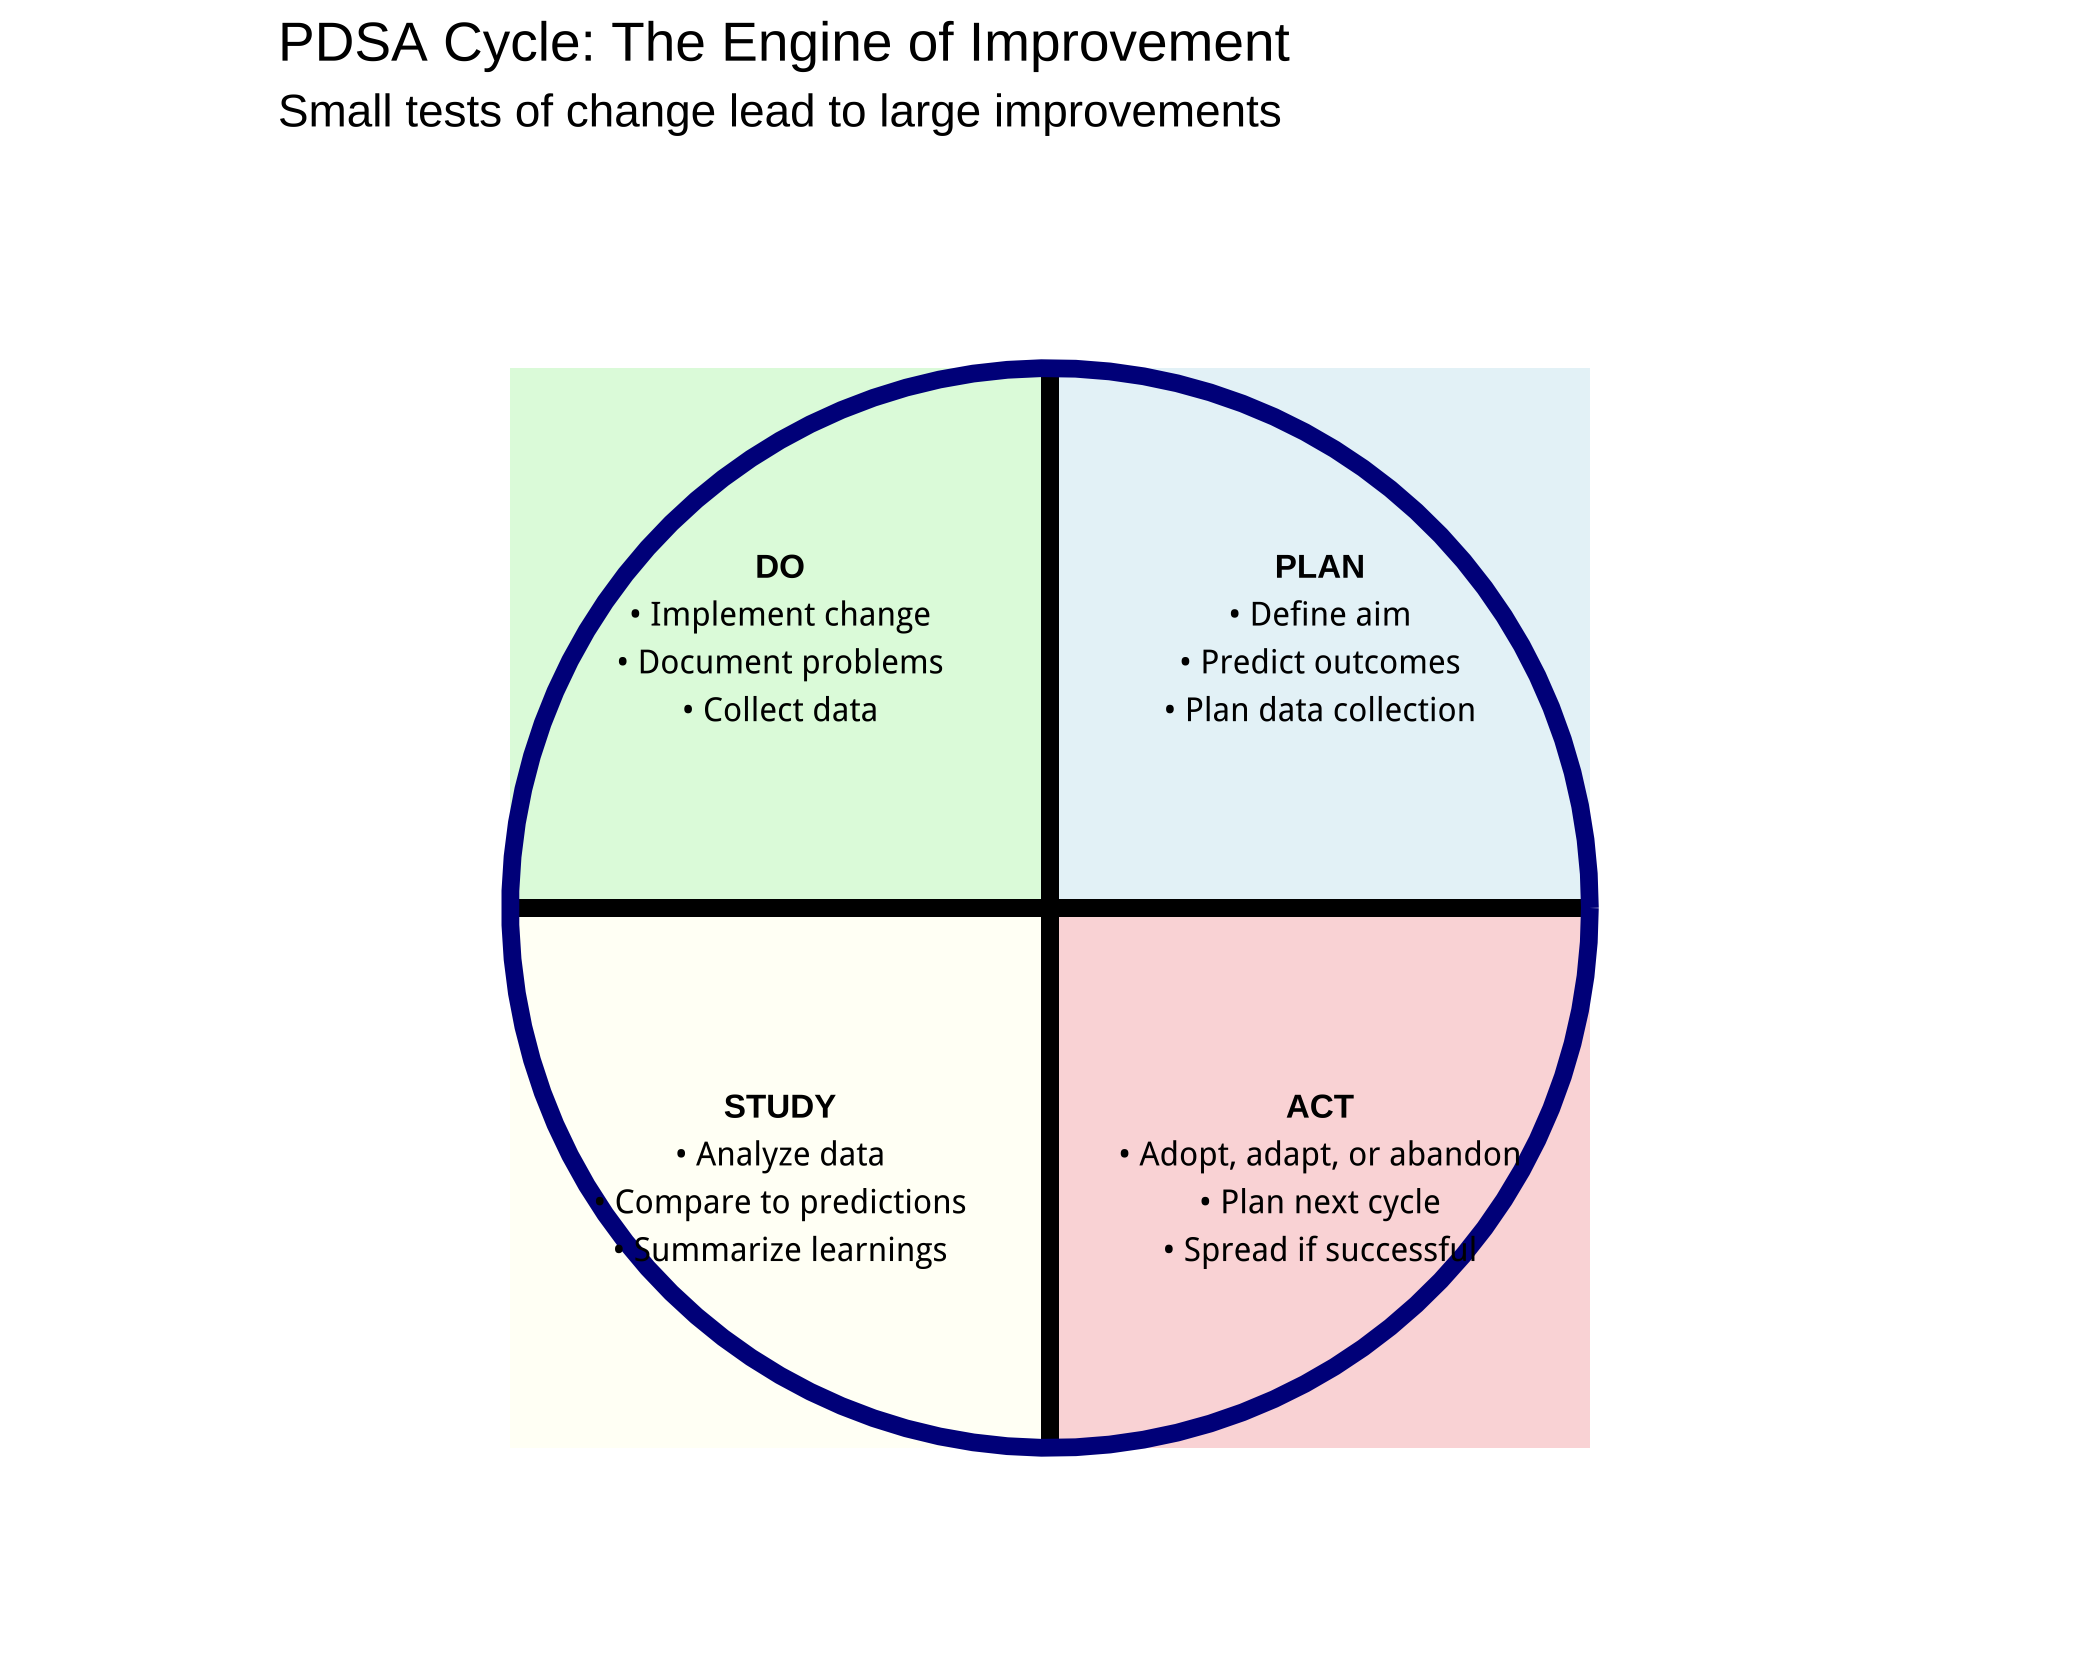 PDSA Cycle: The Engine of Improvement
Small tests of change lead to large improvements
DO
• Implement change
• Document problems
• Collect data
PLAN
• Define aim
• Predict outcomes
• Plan data collection
STUDY
• Analyze data
• Compare to predictions
• Summarize learnings
ACT
• Adopt, adapt, or abandon
• Plan next cycle
• Spread if successful